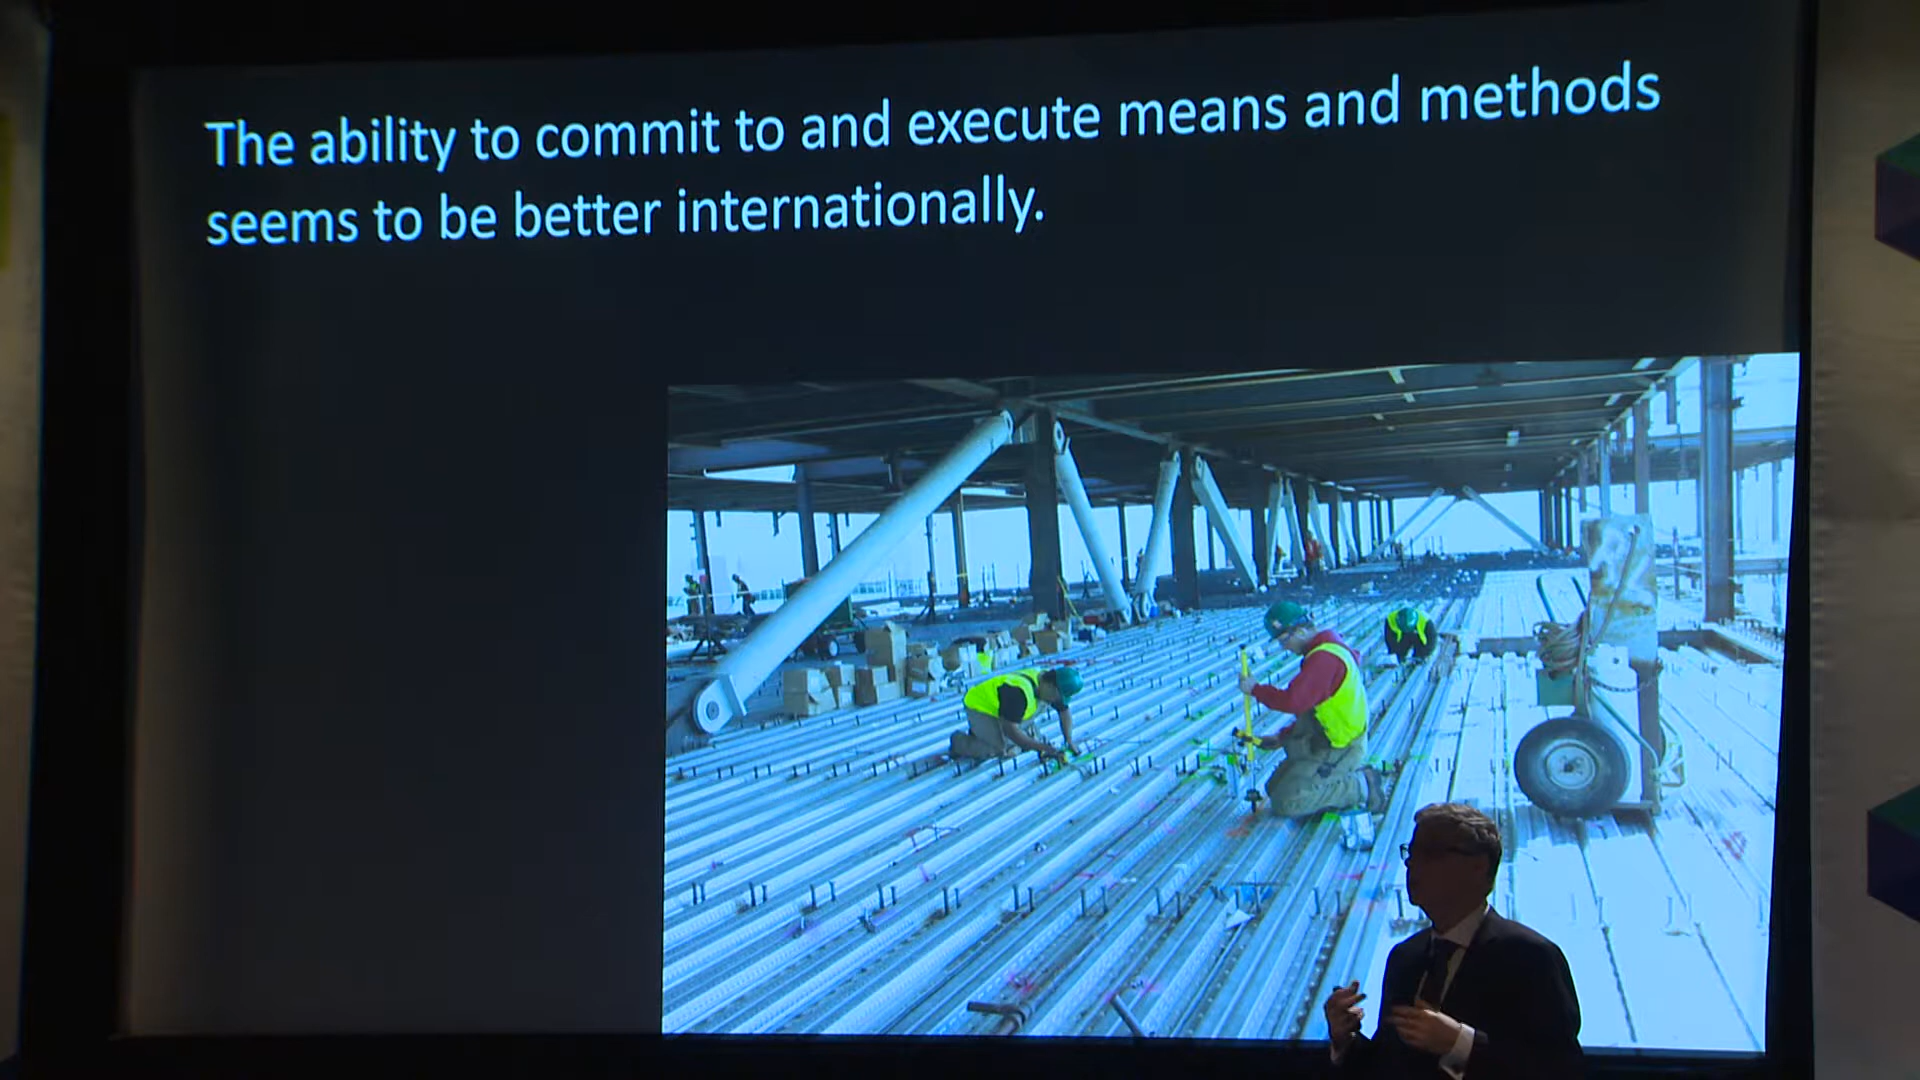 The ability to commit to and execute means and methods
seems to be better internationally.